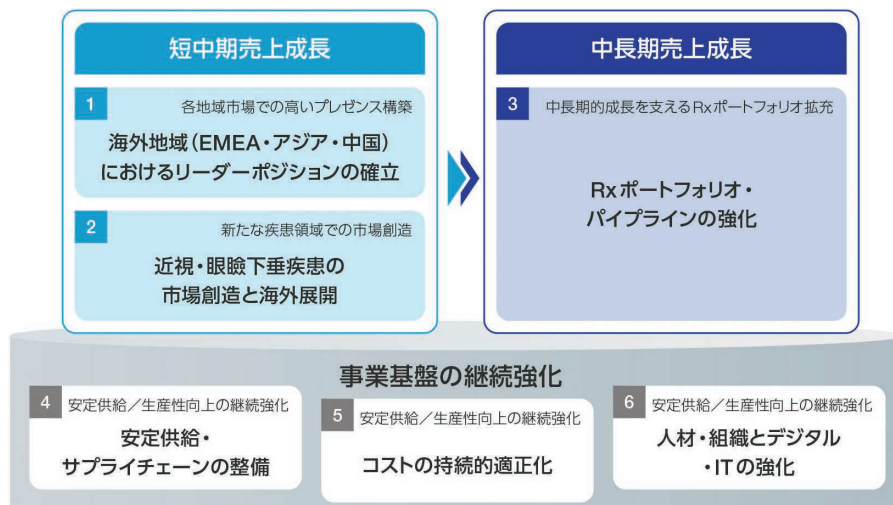 短中期売上成長
1 各地域市場での高いプレゼンス構築
海外地域(EMEA・アジア・中国)
におけるリーダーポジションの確立
2 新たな疾患領域での市場創造
近視・眼瞼下垂疾患の
市場創造と海外展開
中長期売上成長
3 中長期的成長を支えるRxポートフォリオ拡充
Rxポートフォリオ・
パイプラインの強化
事業基盤の継続強化
4 安定供給/生産性向上の継続強化
安定供給・
サプライチェーンの整備
5 安定供給/生産性向上の継続強化
コストの持続的適正化
6 安定供給/生産性向上の継続強化
人材・組織とデジタル
・ITの強化